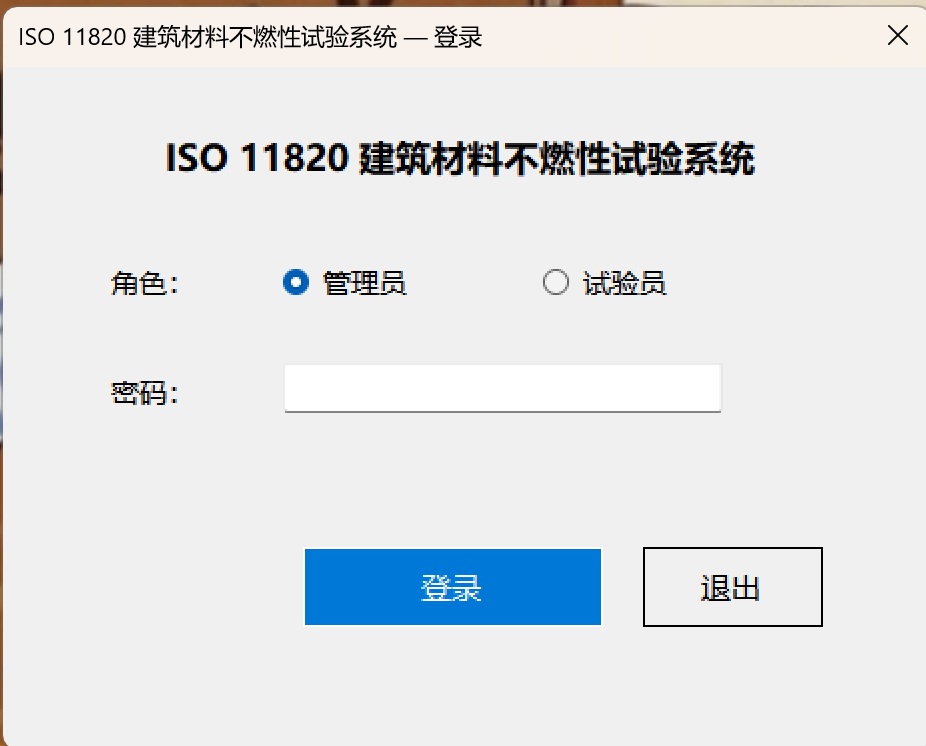 ISO 11820 建筑材料不燃性试验系统 — 登录
ISO 11820 建筑材料不燃性试验系统
角色： 管理员 试验员
密码：
登录 退出